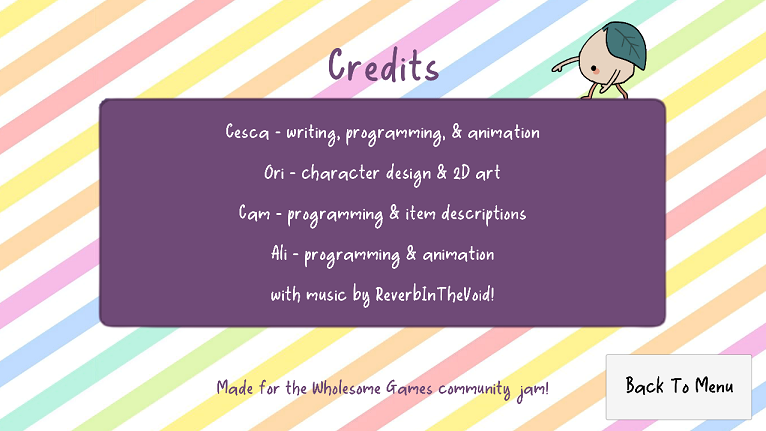 Credits
Cesca - writing, programming, & animation
Ori - character design & 2D art
Cam - programming & item descriptions
Ali - programming & animation
with music by ReverbInTheVoid!
Made for the Wholesome Games community jam!
Back To Menu